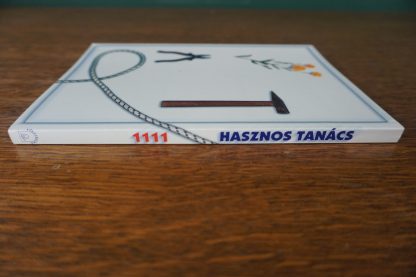 1111 HASZNOS TANÁCS